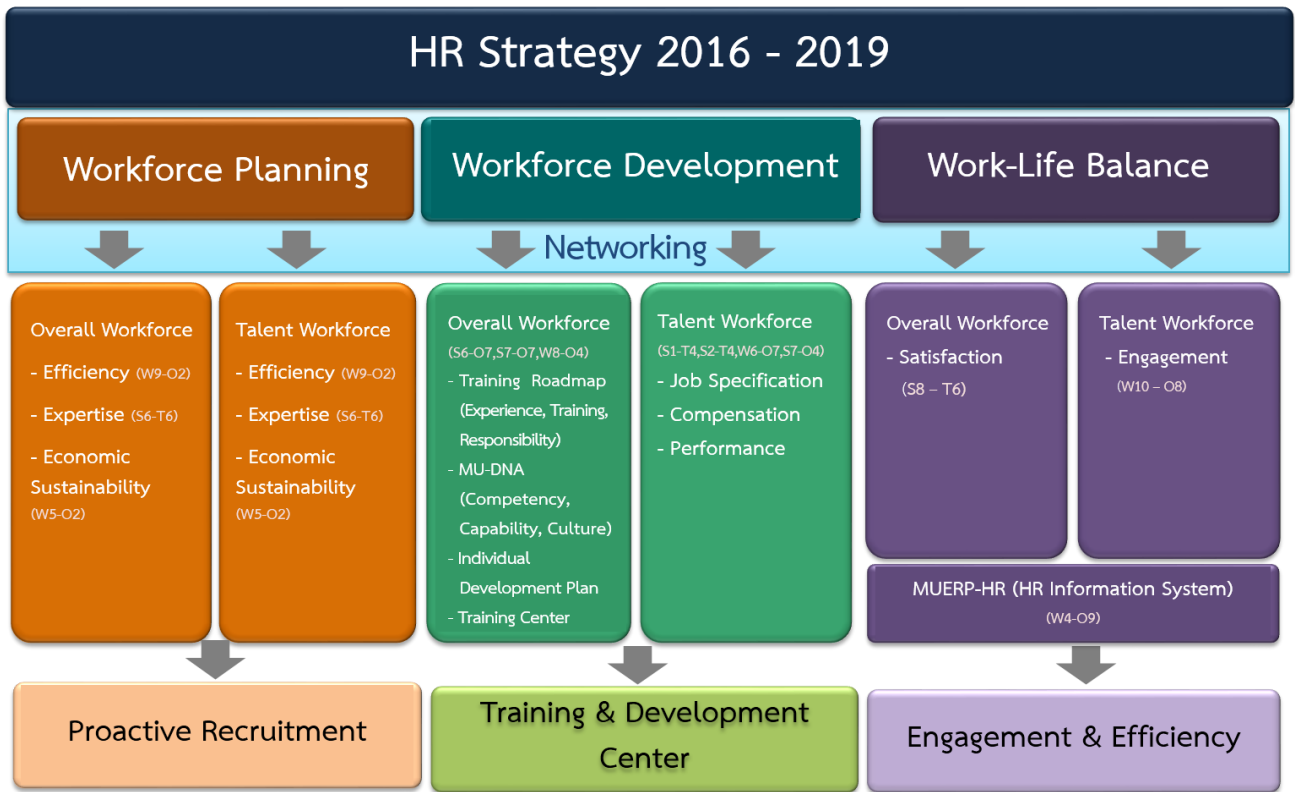 HR Strategy 2016 - 2019
Workforce Planning
Workforce Development
Work-Life Balance
Networking
Overall Workforce
- Efficiency (W9-O2)
- Expertise (S6-T6)
- Economic
Sustainability
(W5-O2)
Talent Workforce
- Efficiency (W9-O2)
- Expertise (S6-T6)
- Economic
Sustainability
(W5-O2)
Overall Workforce
(S6-O7,S7-O7,W8-O4)
- Training Roadmap
(Experience, Training,
Responsibility)
- MU-DNA
(Competency,
Capability, Culture)
- Individual
Development Plan
- Training Center
Talent Workforce
(S1-T4,S2-T4,W6-O7,S7-O4)
- Job Specification
- Compensation
- Performance
Overall Workforce
- Satisfaction
(S8 – T6)
Talent Workforce
- Engagement
(W10 – O8)
MUERP-HR (HR Information System)
(W4-O9)
Proactive Recruitment
Training & Development
Center
Engagement & Efficiency